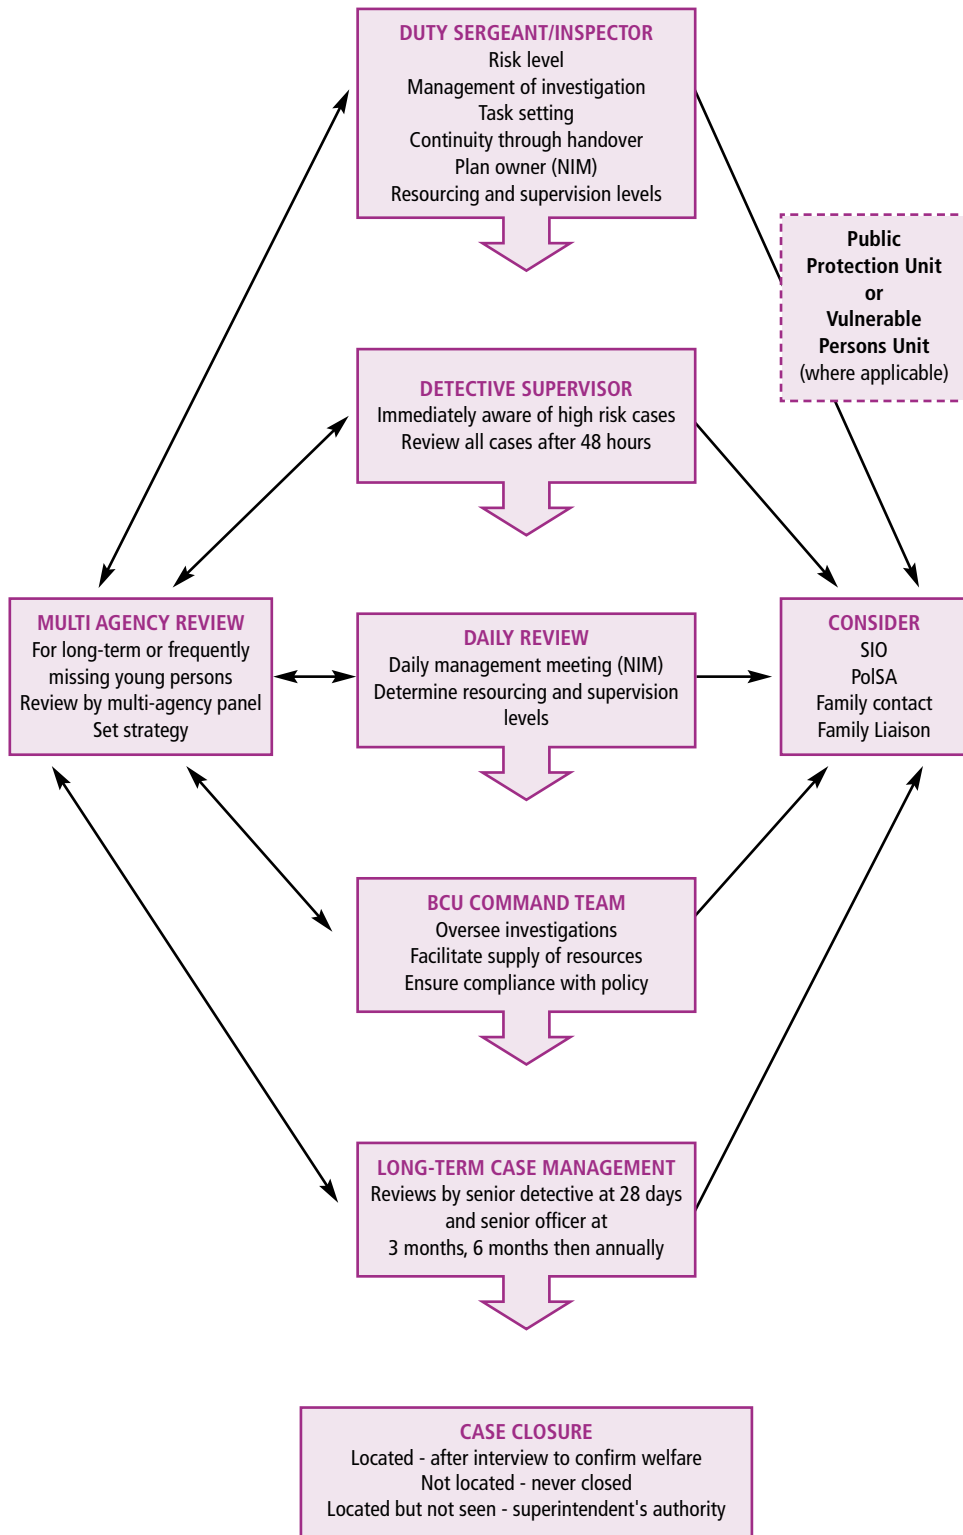 DUTY SERGEANT/INSPECTOR
Risk level
Management of investigation
Task setting
Continuity through handover
Plan owner (NIM)
Resourcing and supervision levels
Public
Protection Unit
or
Vulnerable
Persons Unit
(where applicable)
DETECTIVE SUPERVISOR
Immediately aware of high risk cases
Review all cases after 48 hours
MULTI AGENCY REVIEW
For long-term or frequently
missing young persons
Review by multi-agency panel
Set strategy
DAILY REVIEW
Daily management meeting (NIM)
Determine resourcing and supervision
levels
CONSIDER
SIO
PolSA
Family contact
Family Liaison
BCU COMMAND TEAM
Oversee investigations
Facilitate supply of resources
Ensure compliance with policy
LONG-TERM CASE MANAGEMENT
Reviews by senior detective at 28 days
and senior officer at
3 months, 6 months then annually
CASE CLOSURE
Located - after interview to confirm welfare
Not located - never closed
Located but not seen - superintendent's authority